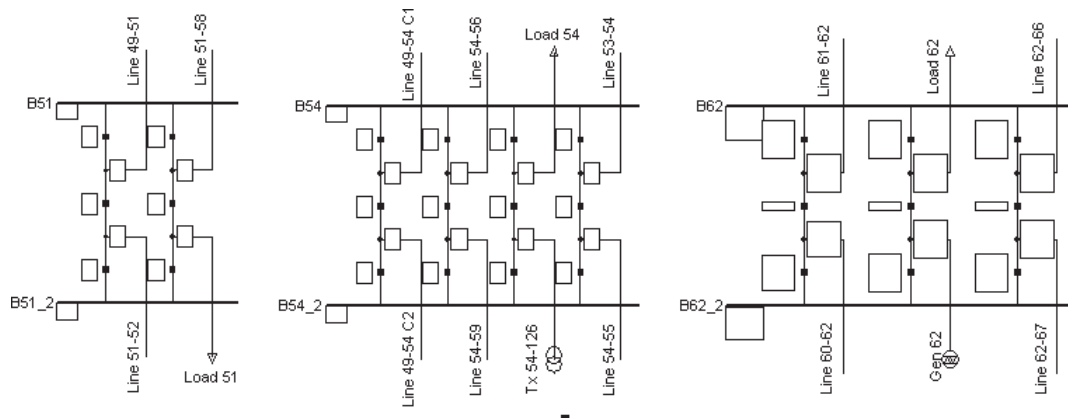 Line 49-51
Line 51-58
B51
B51_2
Line 51-52
Load 51
Line 49-54 C1
Line 54-56
Load 54
Line 53-54
B54
B54_2
Line 49-54 C2
Line 54-59
Tx 54-126
Line 54-55
Line 61-62
Load 62
Line 62-66
B62
B62_2
Line 60-62
Gen 62
Line 62-67